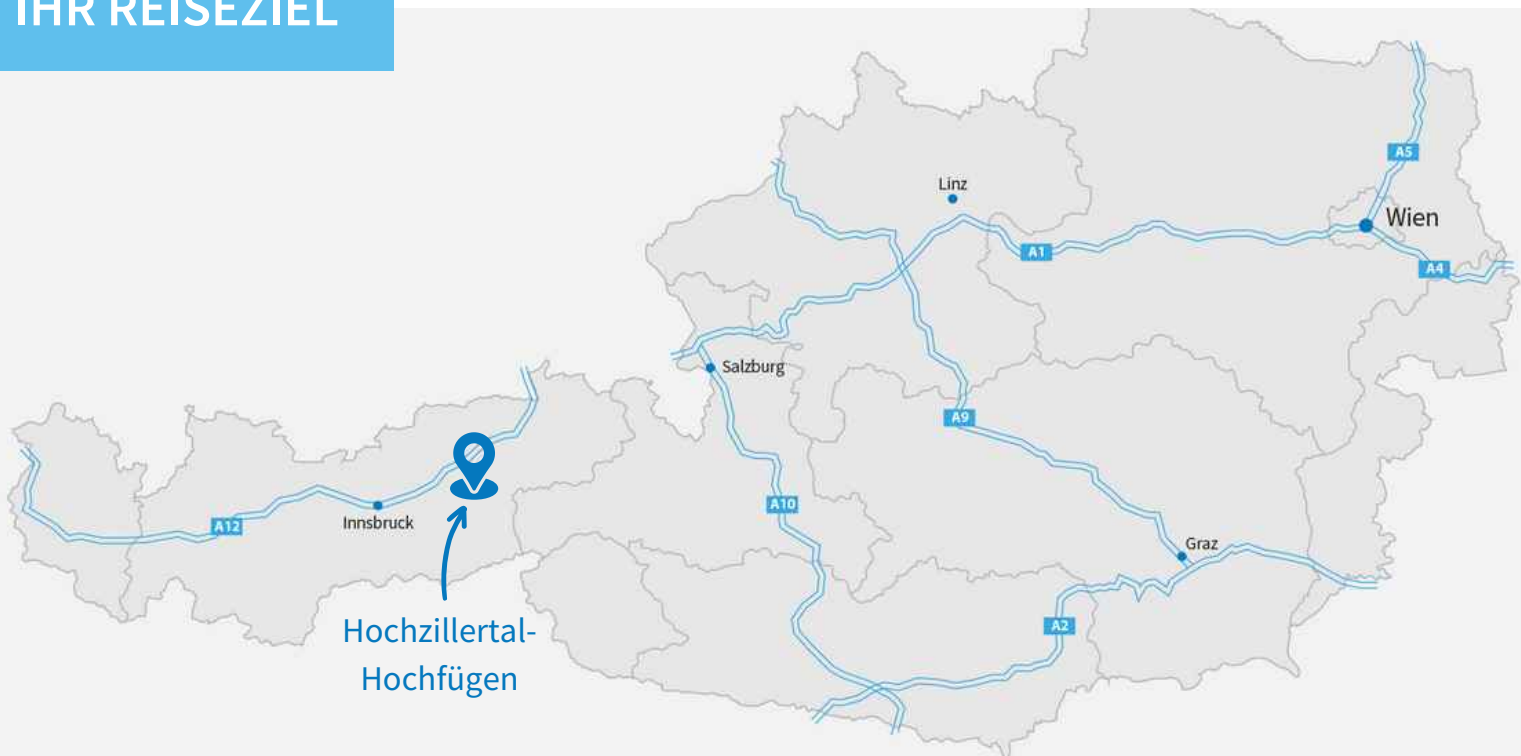 IHR REISEZIEL
A5
Linz
Wien
A1
A4
Salzburg
A9
A10
A12
Innsbruck
Graz
A2
Hochzillertal-
Hochfügen